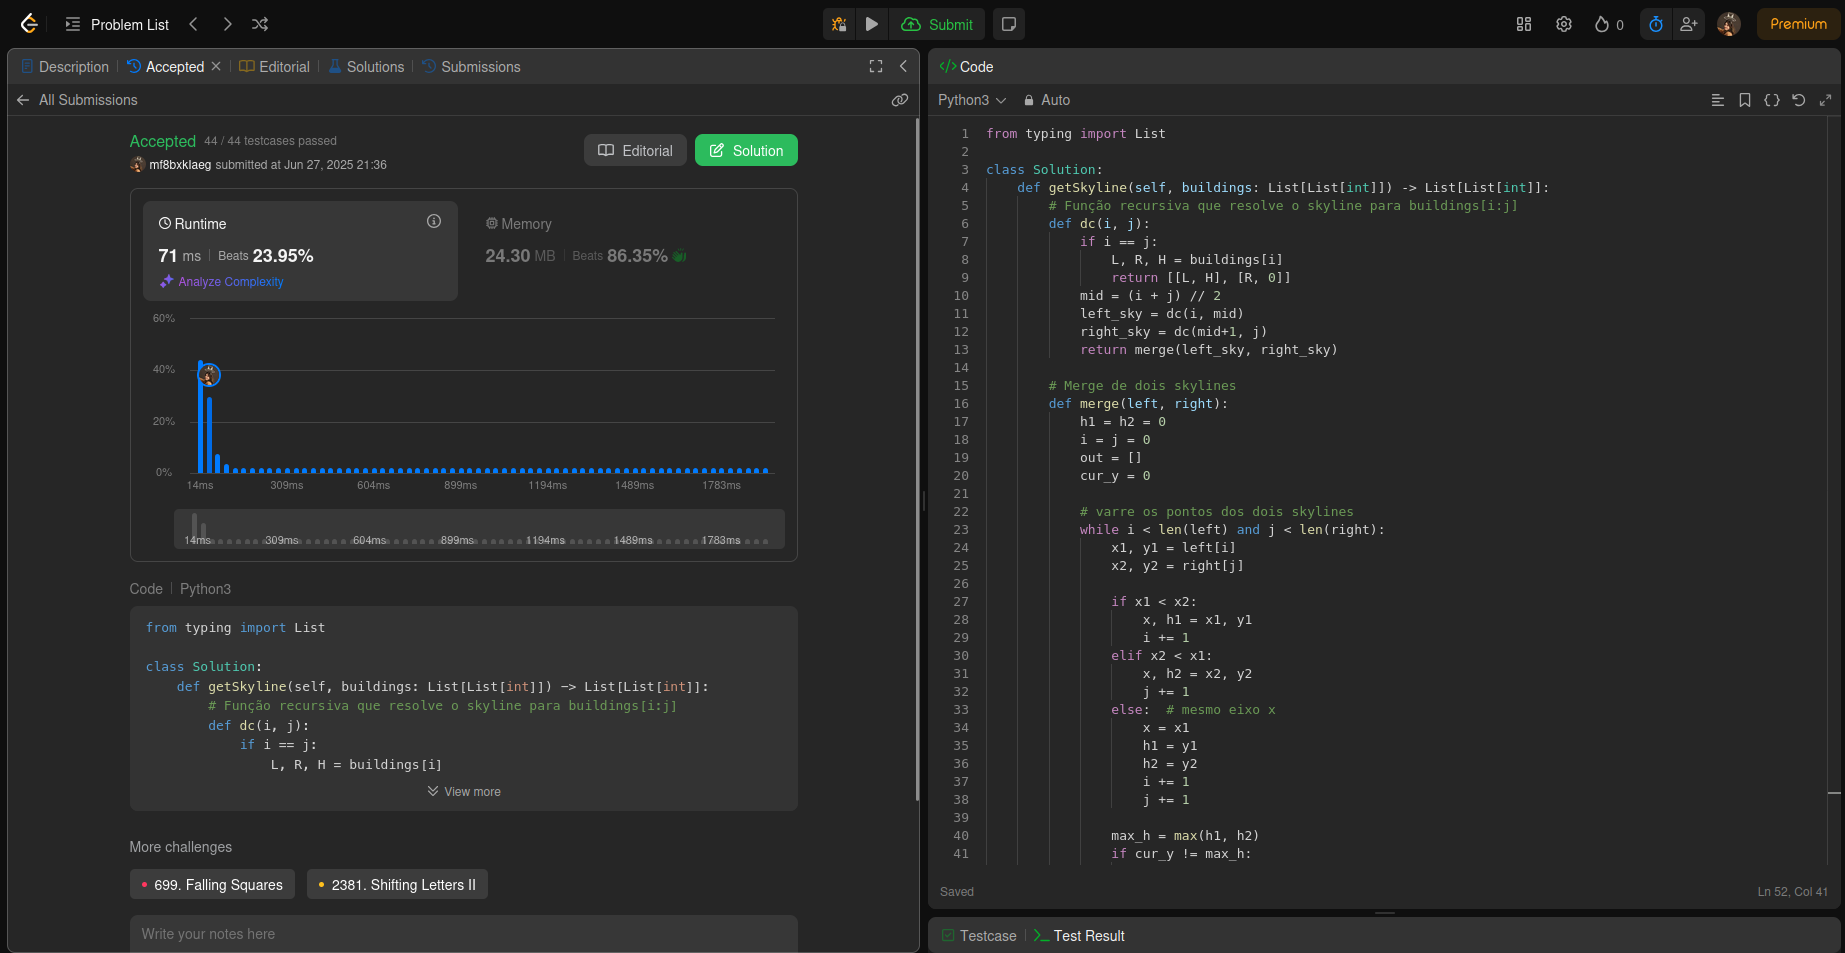 Problem List
Submit
0
Premium
Description
Accepted
Editorial
Solutions
Submissions
All Submissions
Accepted 44 / 44 testcases passed
mf8bxklaeg submitted at Jun 27, 2025 21:36
Editorial
Solution
Runtime
71 ms Beats 23.95%
Analyze Complexity
Memory
24.30 MB Beats 86.35%
60%
40%
20%
0%
14ms 309ms 604ms 899ms 1194ms 1489ms 1783ms
14ms 309ms 604ms 899ms 1194ms 1489ms 1783ms
Code Python3
from typing import List
class Solution:
def getSkyline(self, buildings: List[List[int]]) -> List[List[int]]:
# Função recursiva que resolve o skyline para buildings[i:j]
def dc(i, j):
if i == j:
L, R, H = buildings[i]
View more
More challenges
699. Falling Squares
2381. Shifting Letters II
Write your notes here
</> Code
Python3
Auto
1 from typing import List
2
3 class Solution:
4 def getSkyline(self, buildings: List[List[int]]) -> List[List[int]]:
5 # Função recursiva que resolve o skyline para buildings[i:j]
6 def dc(i, j):
7 if i == j:
8 L, R, H = buildings[i]
9 return [[L, H], [R, 0]]
10 mid = (i + j) // 2
11 left_sky = dc(i, mid)
12 right_sky = dc(mid+1, j)
13 return merge(left_sky, right_sky)
14
15 # Merge de dois skylines
16 def merge(left, right):
17 h1 = h2 = 0
18 i = j = 0
19 out = []
20 cur_y = 0
21
22 # varre os pontos dos dois skylines
23 while i < len(left) and j < len(right):
24 x1, y1 = left[i]
25 x2, y2 = right[j]
26
27 if x1 < x2:
28 x, h1 = x1, y1
29 i += 1
30 elif x2 < x1:
31 x, h2 = x2, y2
32 j += 1
33 else: # mesmo eixo x
34 x = x1
35 h1 = y1
36 h2 = y2
37 i += 1
38 j += 1
39
40 max_h = max(h1, h2)
41 if cur_y != max_h:
Saved
Ln 52, Col 41
Testcase
Test Result